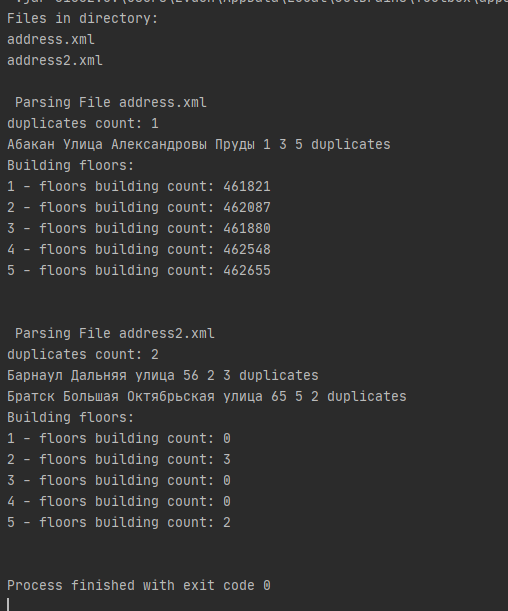 Files in directory:
address.xml
address2.xml
Parsing File address.xml
duplicates count: 1
Абакан Улица Александровы Пруды 1 3 5 duplicates
Building floors:
1 - floors building count: 461821
2 - floors building count: 462087
3 - floors building count: 461880
4 - floors building count: 462548
5 - floors building count: 462655
Parsing File address2.xml
duplicates count: 2
Барнаул Дальняя улица 56 2 3 duplicates
Братск Большая Октябрьская улица 65 5 2 duplicates
Building floors:
1 - floors building count: 0
2 - floors building count: 3
3 - floors building count: 0
4 - floors building count: 0
5 - floors building count: 2
Process finished with exit code 0